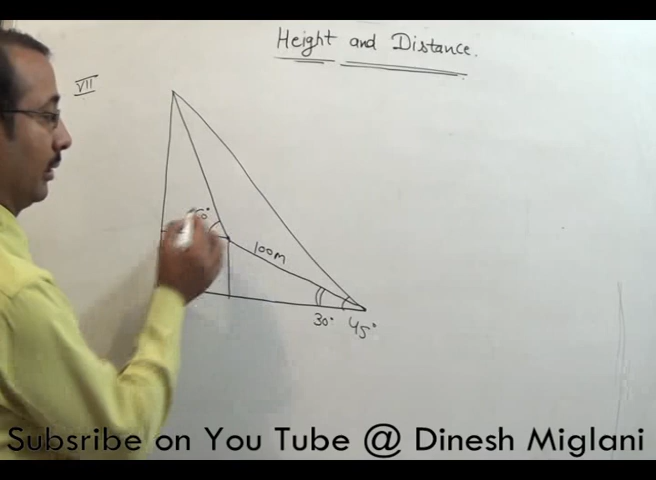 Height and Distance.
VII
100m
30° 45°
Subsribe on You Tube @ Dinesh Miglani